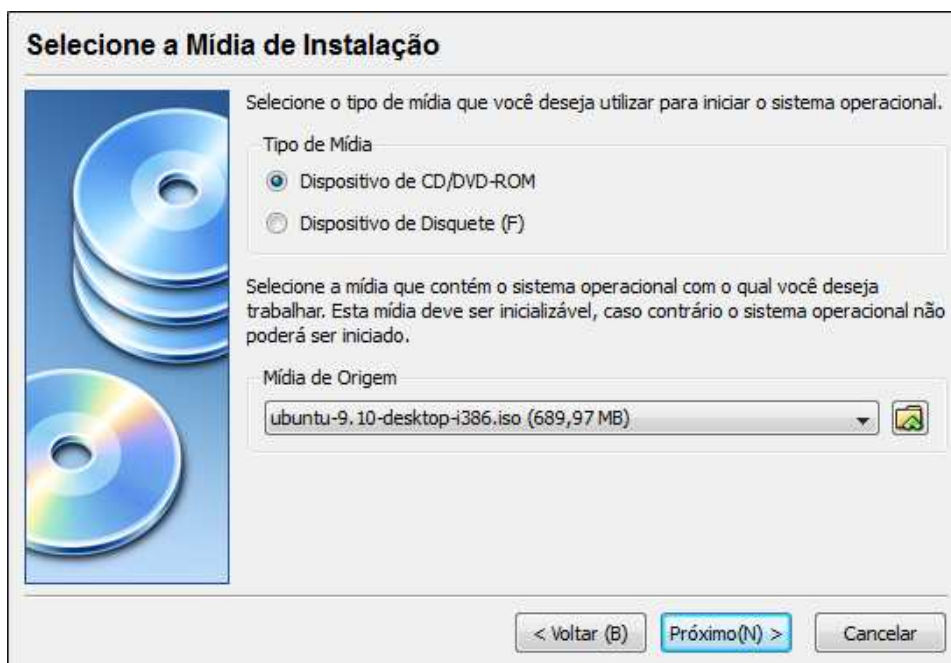 Selecione a Mídia de Instalação
Selecione o tipo de mídia que você deseja utilizar para iniciar o sistema operacional.
Tipo de Mídia
Dispositivo de CD/DVD-ROM
Dispositivo de Disquete (F)
Selecione a mídia que contém o sistema operacional com o qual você deseja
trabalhar. Esta mídia deve ser inicializável, caso contrário o sistema operacional não
poderá ser iniciado.
Mídia de Origem
ubuntu-9.10-desktop-i386.iso (689,97 MB)
< Voltar (B) Próximo(N) > Cancelar